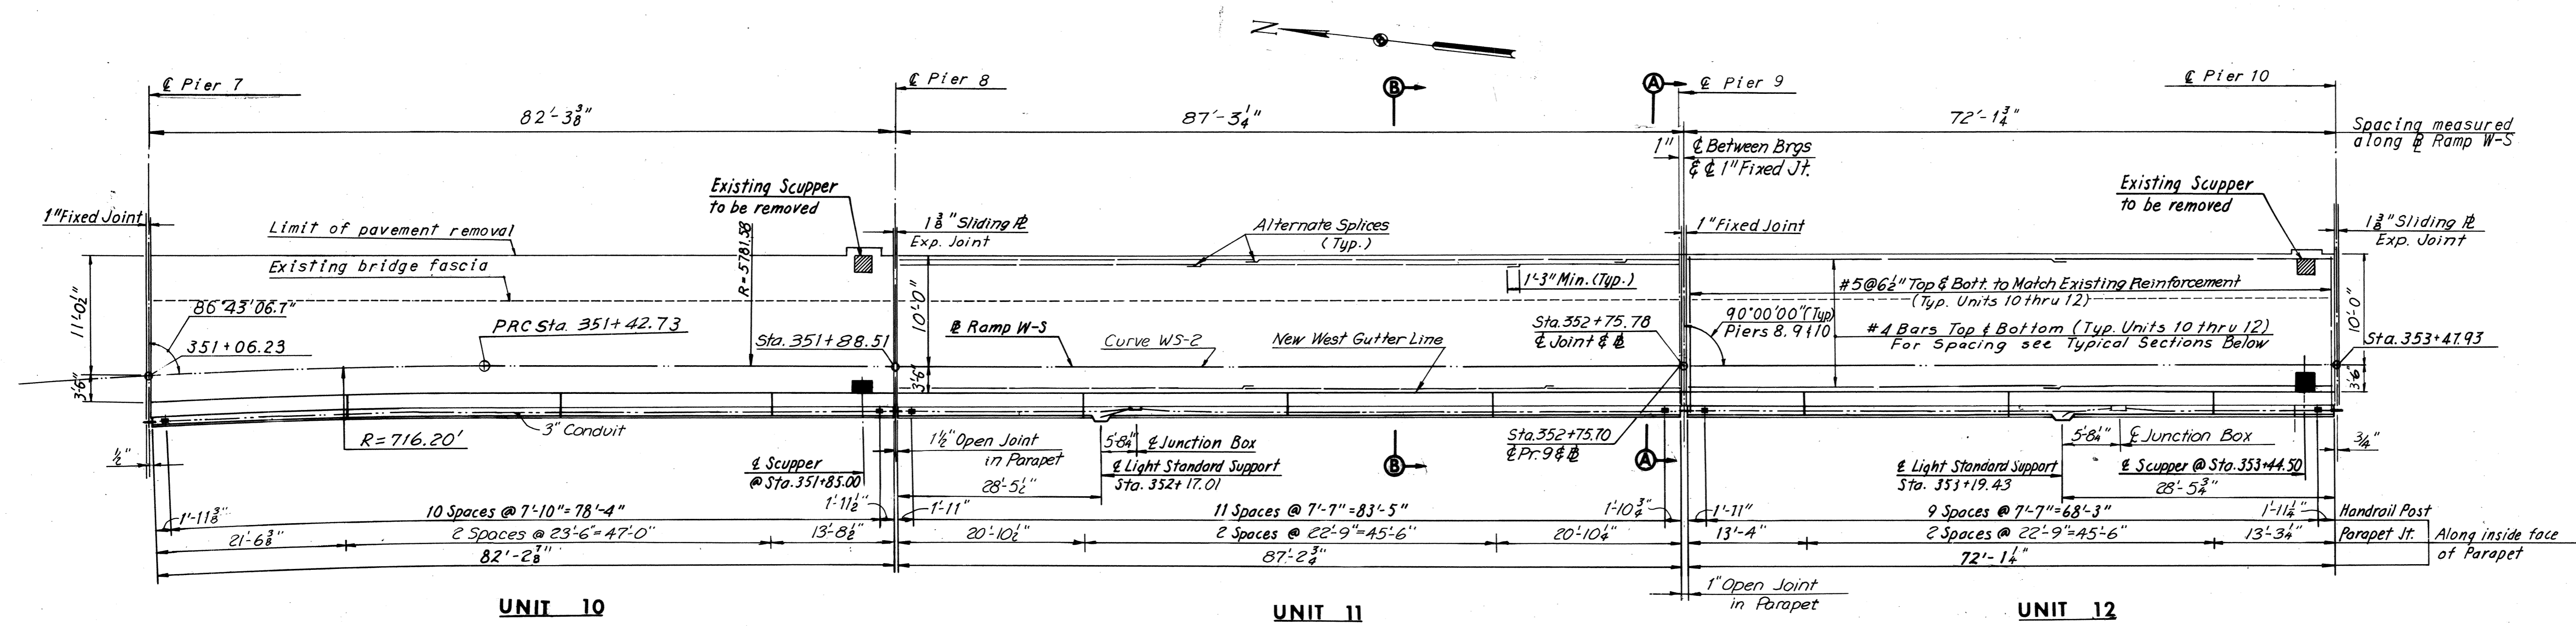 N
℄ Pier 7
℄ Pier 8
B
A
℄ Pier 9
℄ Pier 10
82'-3 3/8"
87'-3 1/4"
72'-1 3/4"
Spacing measured
along ℙ Ramp W-S
1"
℄ Between Brgs
& ℄ 1" Fixed Jt.
Existing Scupper
to be removed
Existing Scupper
to be removed
1" Fixed Joint
Limit of pavement removal
R = 5781.58
1 3/8" Sliding ℙ
Exp. Joint
Alternate Splices
(Typ.)
1" Fixed Joint
1 3/8" Sliding ℙ
Exp. Joint
Existing bridge fascia
1'-3" Min. (Typ.)
#5@6 1/2" Top & Bott. to Match Existing Reinforcement
(Typ. Units 10 thru 12)
11'-0 1/2"
86°43'06.7"
10'-0"
90°00'00" (Typ)
Piers 8, 9 & 10
#4 Bars Top & Bottom (Typ. Units 10 thru 12)
For Spacing see Typical Sections Below
10'-0"
PRC Sta. 351+42.73
351+06.23
Sta. 351+88.51
ℙ Ramp W-S
Curve WS-2
New West Gutter Line
Sta. 352+75.78
℄ Joint & ℙ
Sta. 353+47.93
3'-6"
3'-6"
3'-6"
R = 716.20'
3" Conduit
1/2"
℄ Scupper
@ Sta. 351+85.00
1 1/2" Open Joint
in Parapet
5'-8 1/4"
℄ Junction Box
℄ Light Standard Support
Sta. 352+17.01
28'-5 1/2"
B
Sta. 352+75.70
℄ Pr. 9 & ℙ
A
5'-8 1/4"
℄ Junction Box
℄ Light Standard Support
Sta. 353+19.43
℄ Scupper @ Sta. 353+44.50
28'-5 3/4"
3/4"
1'-11 3/8"
10 Spaces @ 7'-10" = 78'-4"
1'-11 1/2"
1'-11"
11 Spaces @ 7'-7" = 83'-5"
1'-10 3/4"
1'-11"
9 Spaces @ 7'-7" = 68'-3"
1'-11 1/4"
Handrail Post
21'-6 3/8"
2 Spaces @ 23'-6" = 47'-0"
13'-8 1/2"
20'-10 1/2"
2 Spaces @ 22'-9" = 45'-6"
20'-10 1/4"
13'-4"
2 Spaces @ 22'-9" = 45'-6"
13'-3 1/4"
Parapet Jt.
Along inside face
of Parapet
82'-2 7/8"
87'-2 3/4"
72'-1 1/4"
1" Open Joint
in Parapet
UNIT 10
UNIT 11
UNIT 12